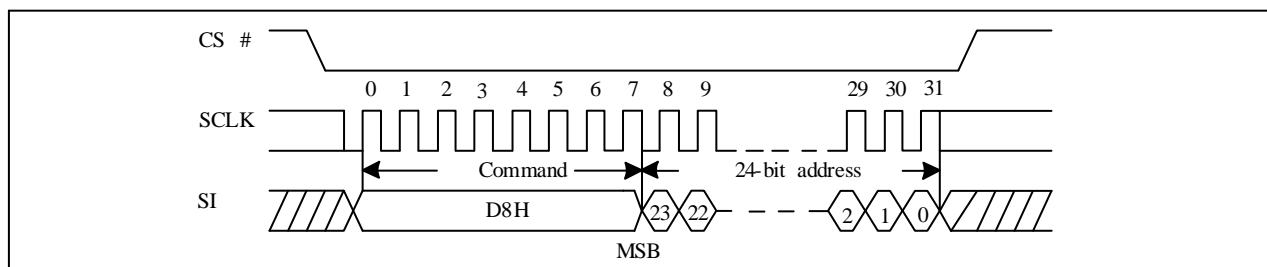 CS #
0 1 2 3 4 5 6 7 8 9 29 30 31
SCLK
Command 24-bit address
SI D8H 23 22 2 1 0
MSB